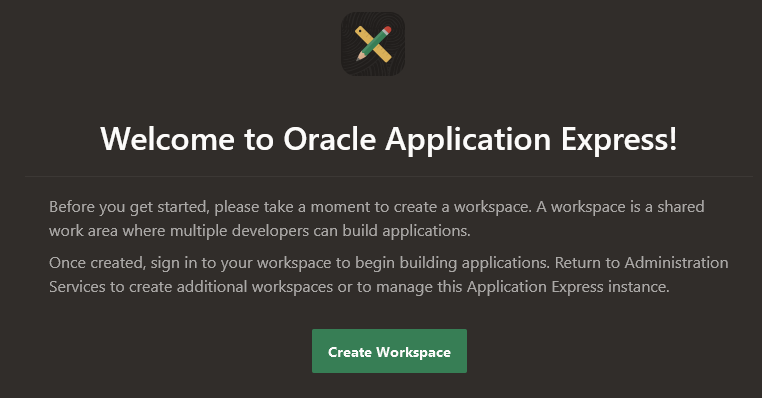 Welcome to Oracle Application Express!
Before you get started, please take a moment to create a workspace. A workspace is a shared
work area where multiple developers can build applications.
Once created, sign in to your workspace to begin building applications. Return to Administration
Services to create additional workspaces or to manage this Application Express instance.
Create Workspace